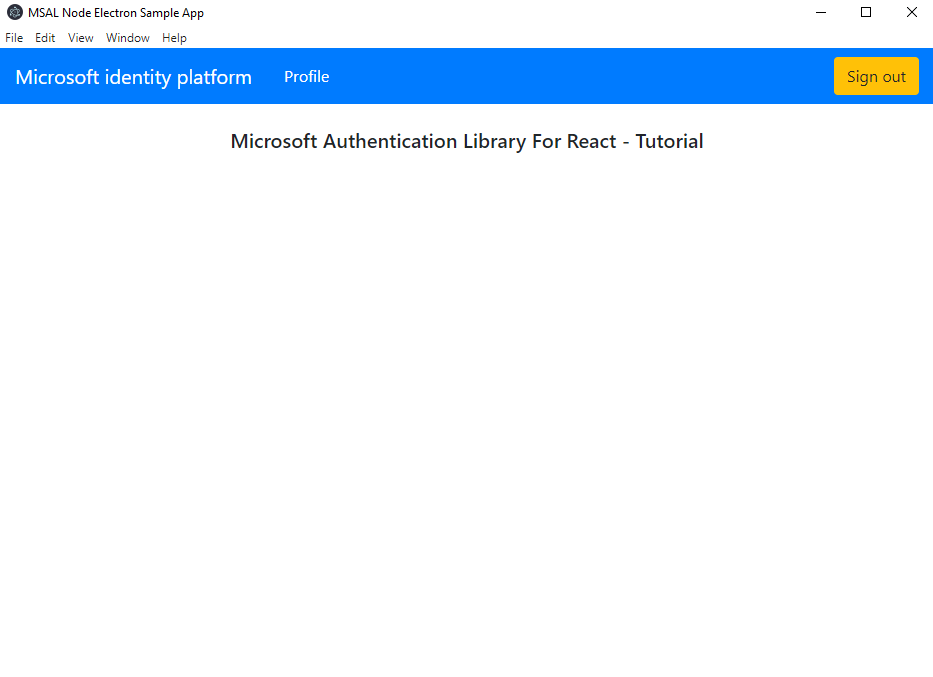 MSAL Node Electron Sample App
File Edit View Window Help
Microsoft identity platform Profile Sign out
Microsoft Authentication Library For React - Tutorial